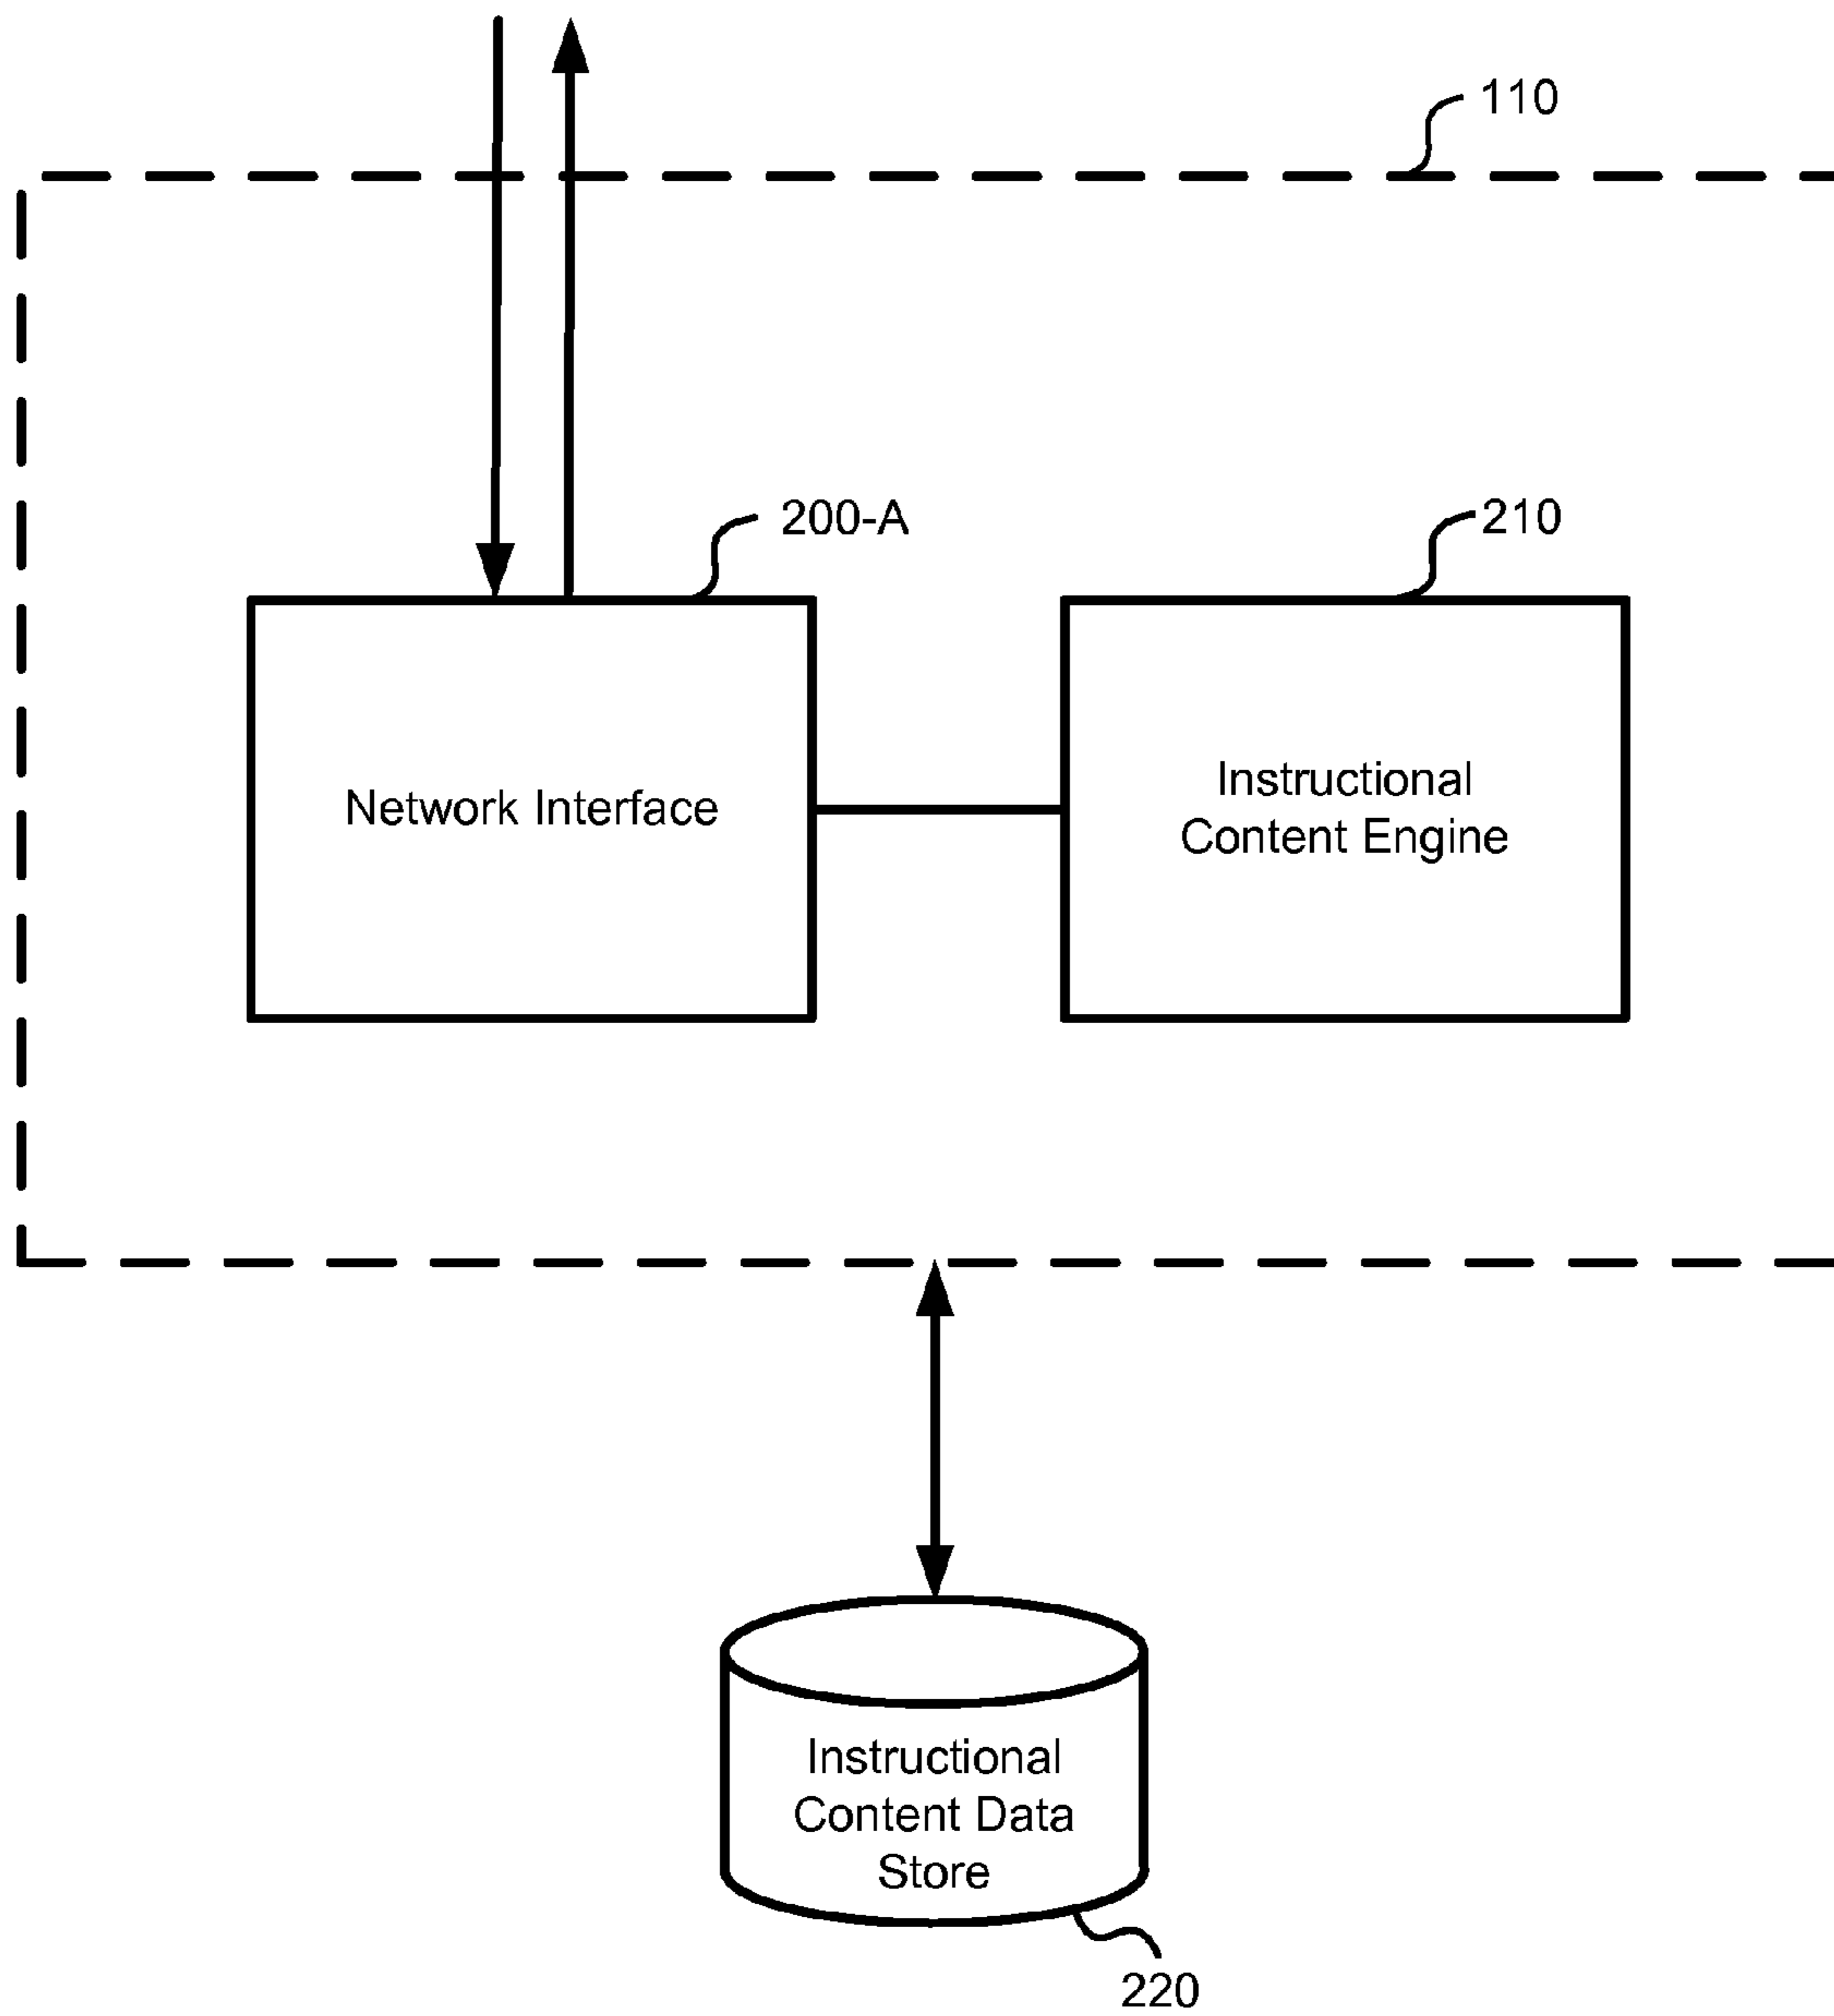 110
200-A
210
Network Interface
Instructional
Content Engine
Instructional
Content Data
Store
220